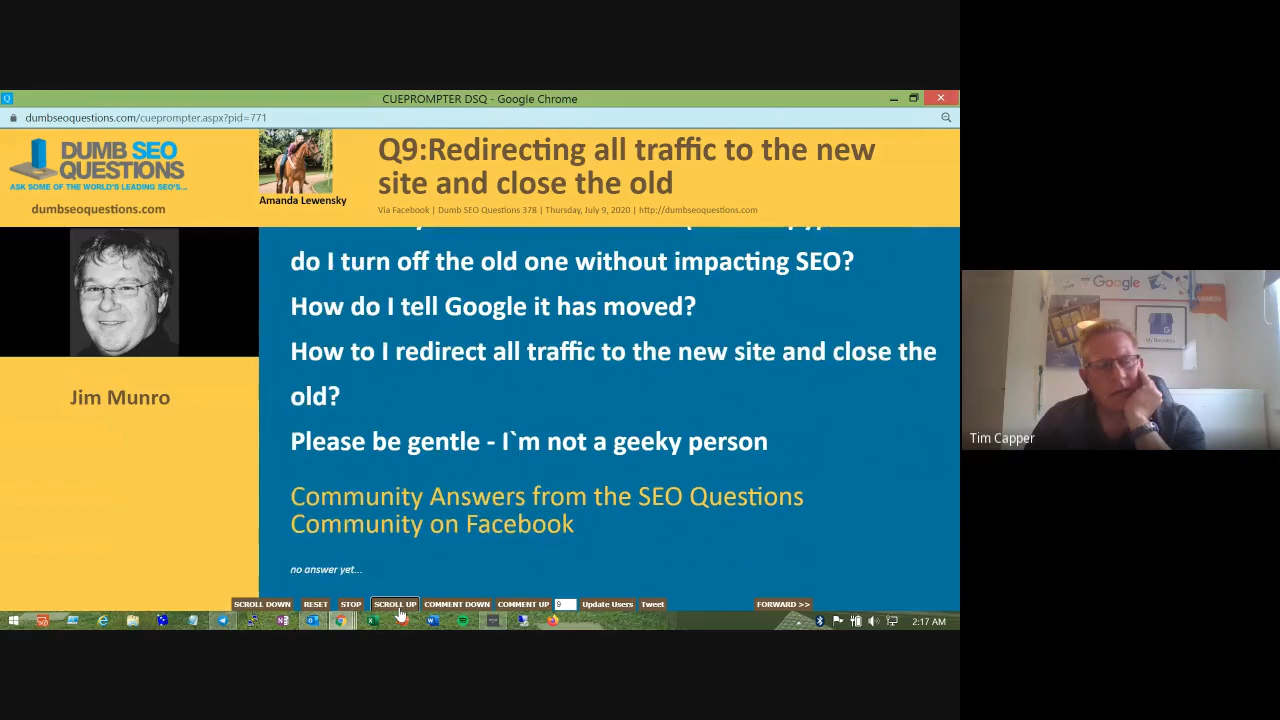 CUEPROMPTER DSQ - Google Chrome
dumbseoquestions.com/cueprompter.aspx?pid=771
DUMB SEO
QUESTIONS
ASK SOME OF THE WORLD'S LEADING SEO'S...
dumbseoquestions.com
Amanda Lewensky
Q9:Redirecting all traffic to the new
site and close the old
Via Facebook | Dumb SEO Questions 378 | Thursday, July 9, 2020 | http://dumbseoquestions.com
do I turn off the old one without impacting SEO?
How do I tell Google it has moved?
How to I redirect all traffic to the new site and close the
old?
Please be gentle - I`m not a geeky person
Jim Munro
Community Answers from the SEO Questions
Community on Facebook
no answer yet...
SCROLL DOWN RESET STOP SCROLL UP COMMENT DOWN COMMENT UP 9 Update Users Tweet FORWARD >>
2:17 AM
Google
My Business
Tim Capper